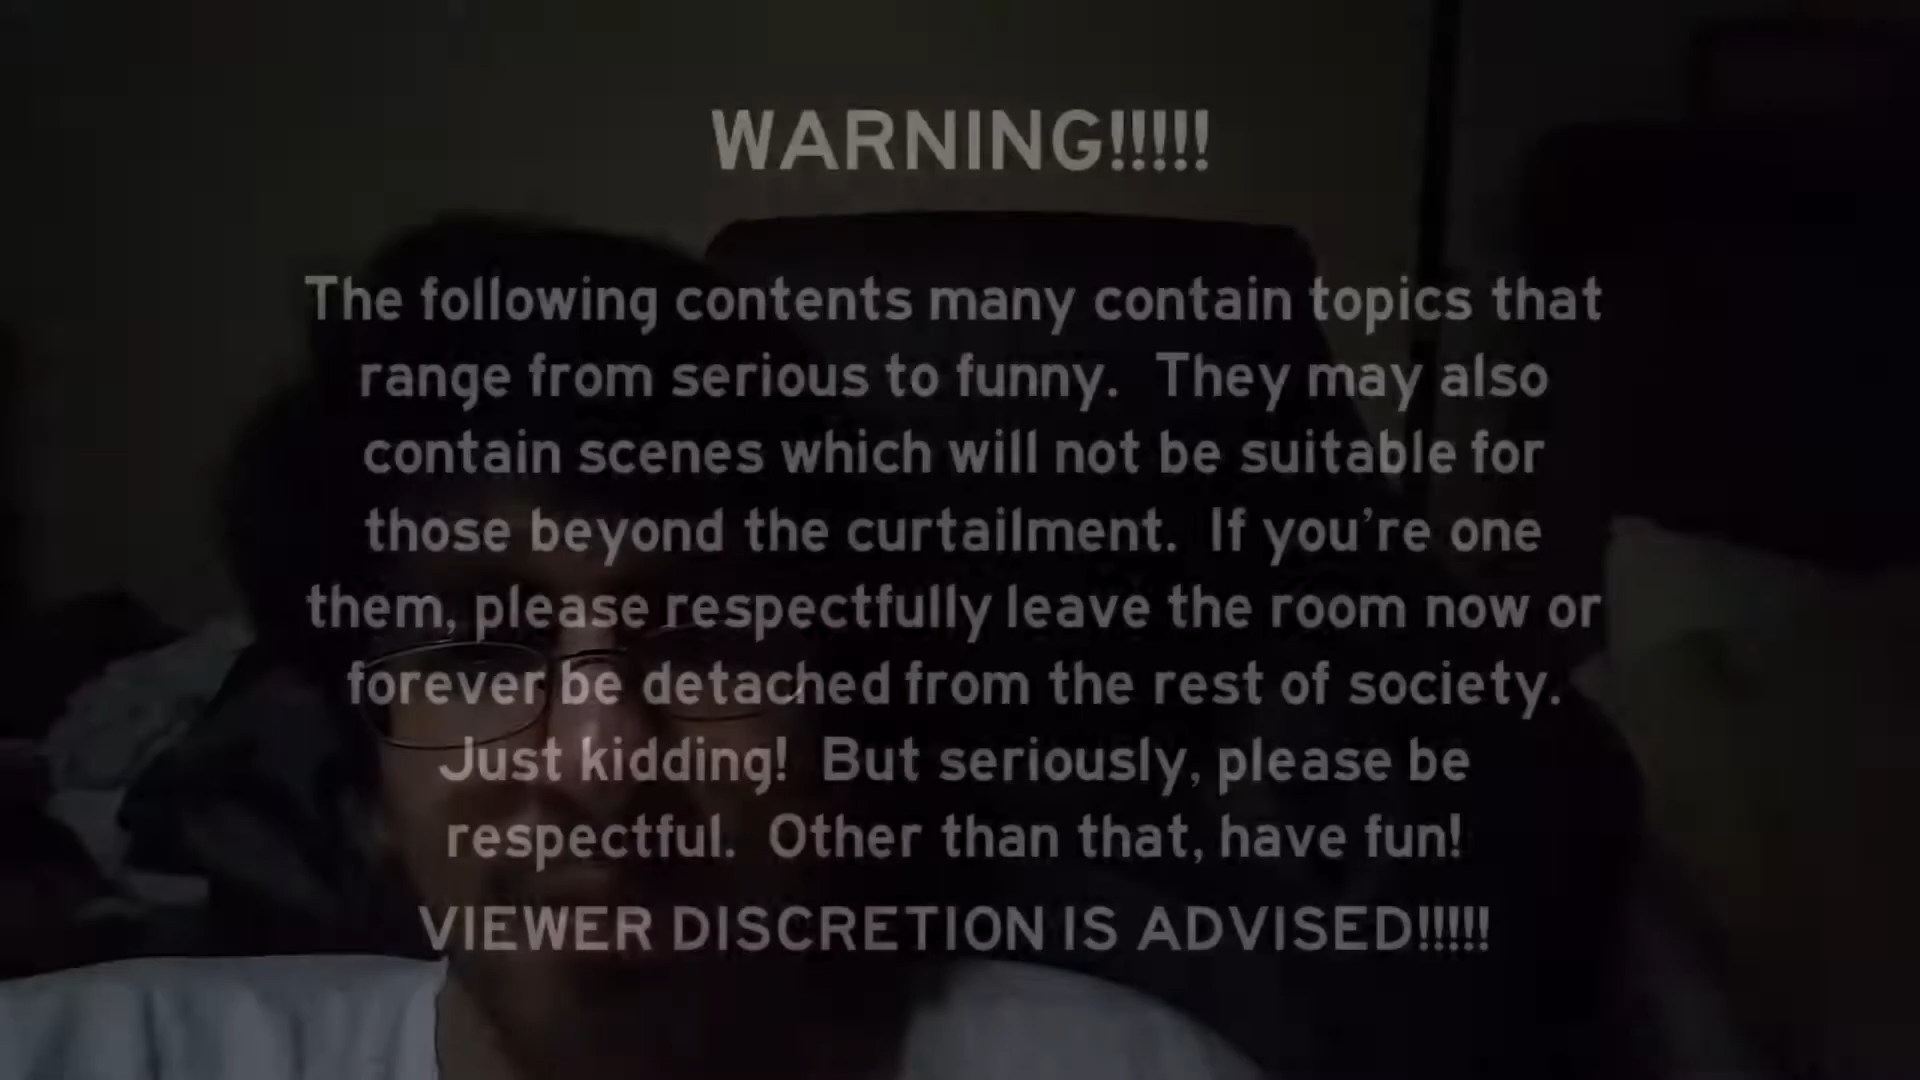 WARNING!!!!!
The following contents many contain topics that
range from serious to funny.  They may also
contain scenes which will not be suitable for
those beyond the curtailment.  If you’re one
them, please respectfully leave the room now or
forever be detached from the rest of society.
Just kidding!  But seriously, please be
respectful.  Other than that, have fun!
VIEWER DISCRETION IS ADVISED!!!!!